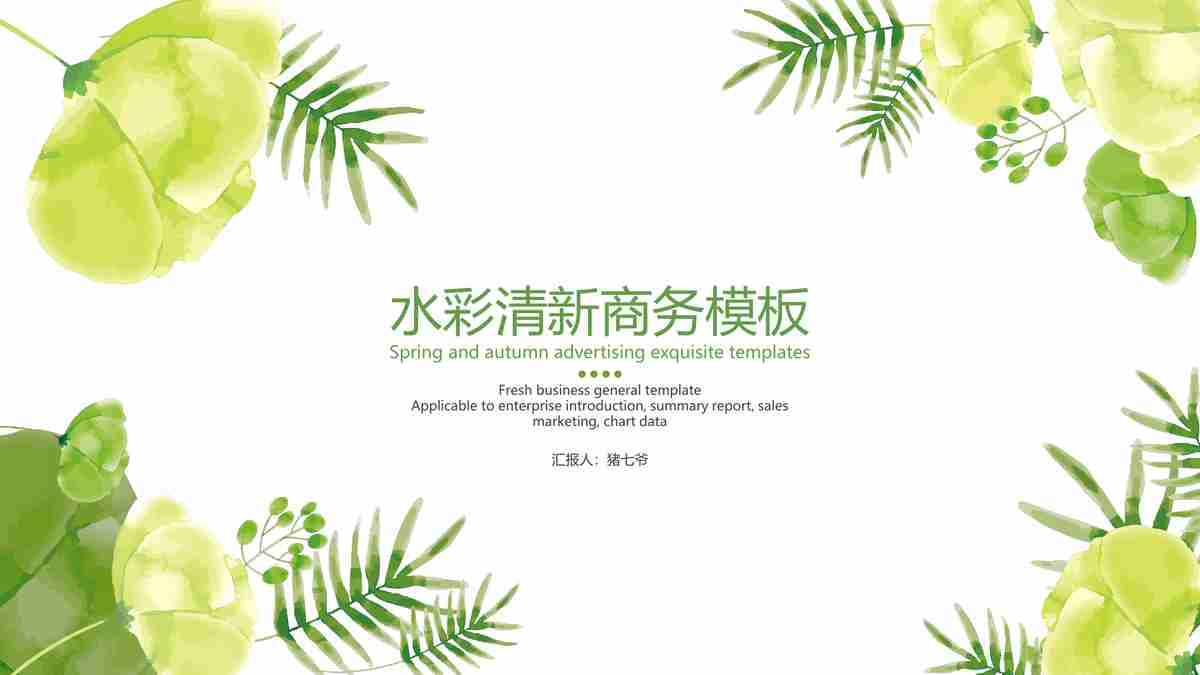 水彩清新商务模板
Spring and autumn advertising exquisite templates
Fresh business general template
Applicable to enterprise introduction, summary report, sales
marketing, chart data
汇报人：猪七爷